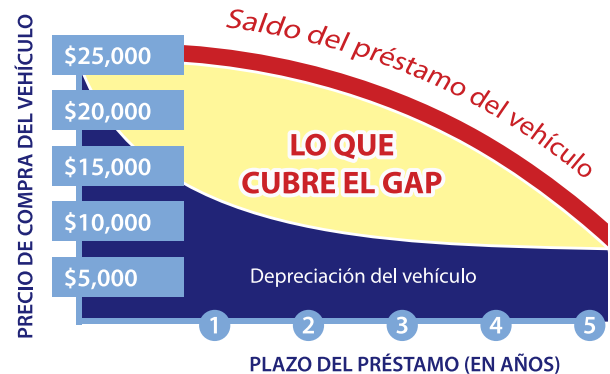 PRECIO DE COMPRA DEL VEHÍCULO
$25,000
$20,000
$15,000
$10,000
$5,000
Saldo del préstamo del vehículo
LO QUE
CUBRE EL GAP
Depreciación del vehículo
1
2
3
4
5
PLAZO DEL PRÉSTAMO (EN AÑOS)